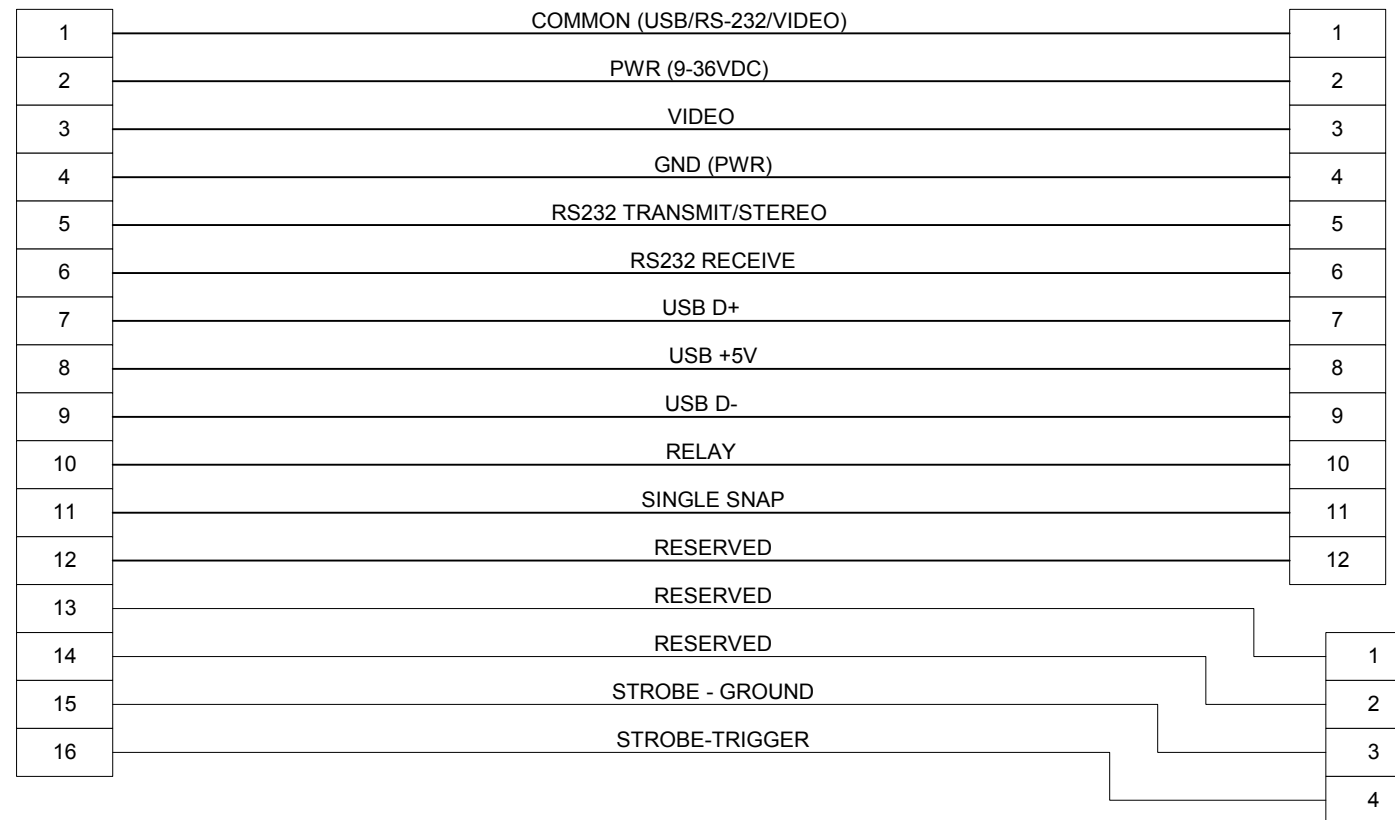 1 COMMON (USB/RS-232/VIDEO) 1
2 PWR (9-36VDC) 2
3 VIDEO 3
4 GND (PWR) 4
5 RS232 TRANSMIT/STEREO 5
6 RS232 RECEIVE 6
7 USB D+ 7
8 USB +5V 8
9 USB D- 9
10 RELAY 10
11 SINGLE SNAP 11
12 RESERVED 12
13 RESERVED 1
14 RESERVED 2
15 STROBE - GROUND 3
16 STROBE-TRIGGER 4